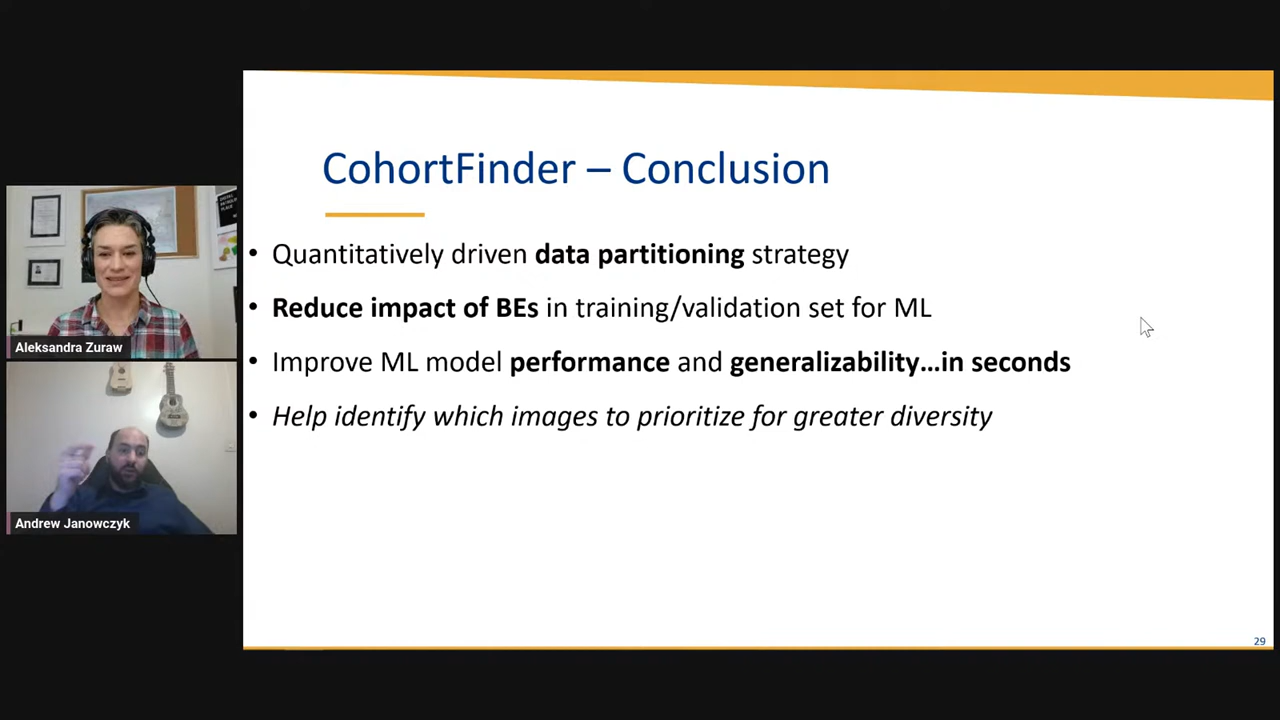 CohortFinder – Conclusion
• Quantitatively driven data partitioning strategy
• Reduce impact of BEs in training/validation set for ML
• Improve ML model performance and generalizability...in seconds
• Help identify which images to prioritize for greater diversity
Aleksandra Zuraw
Andrew Janowczyk
29